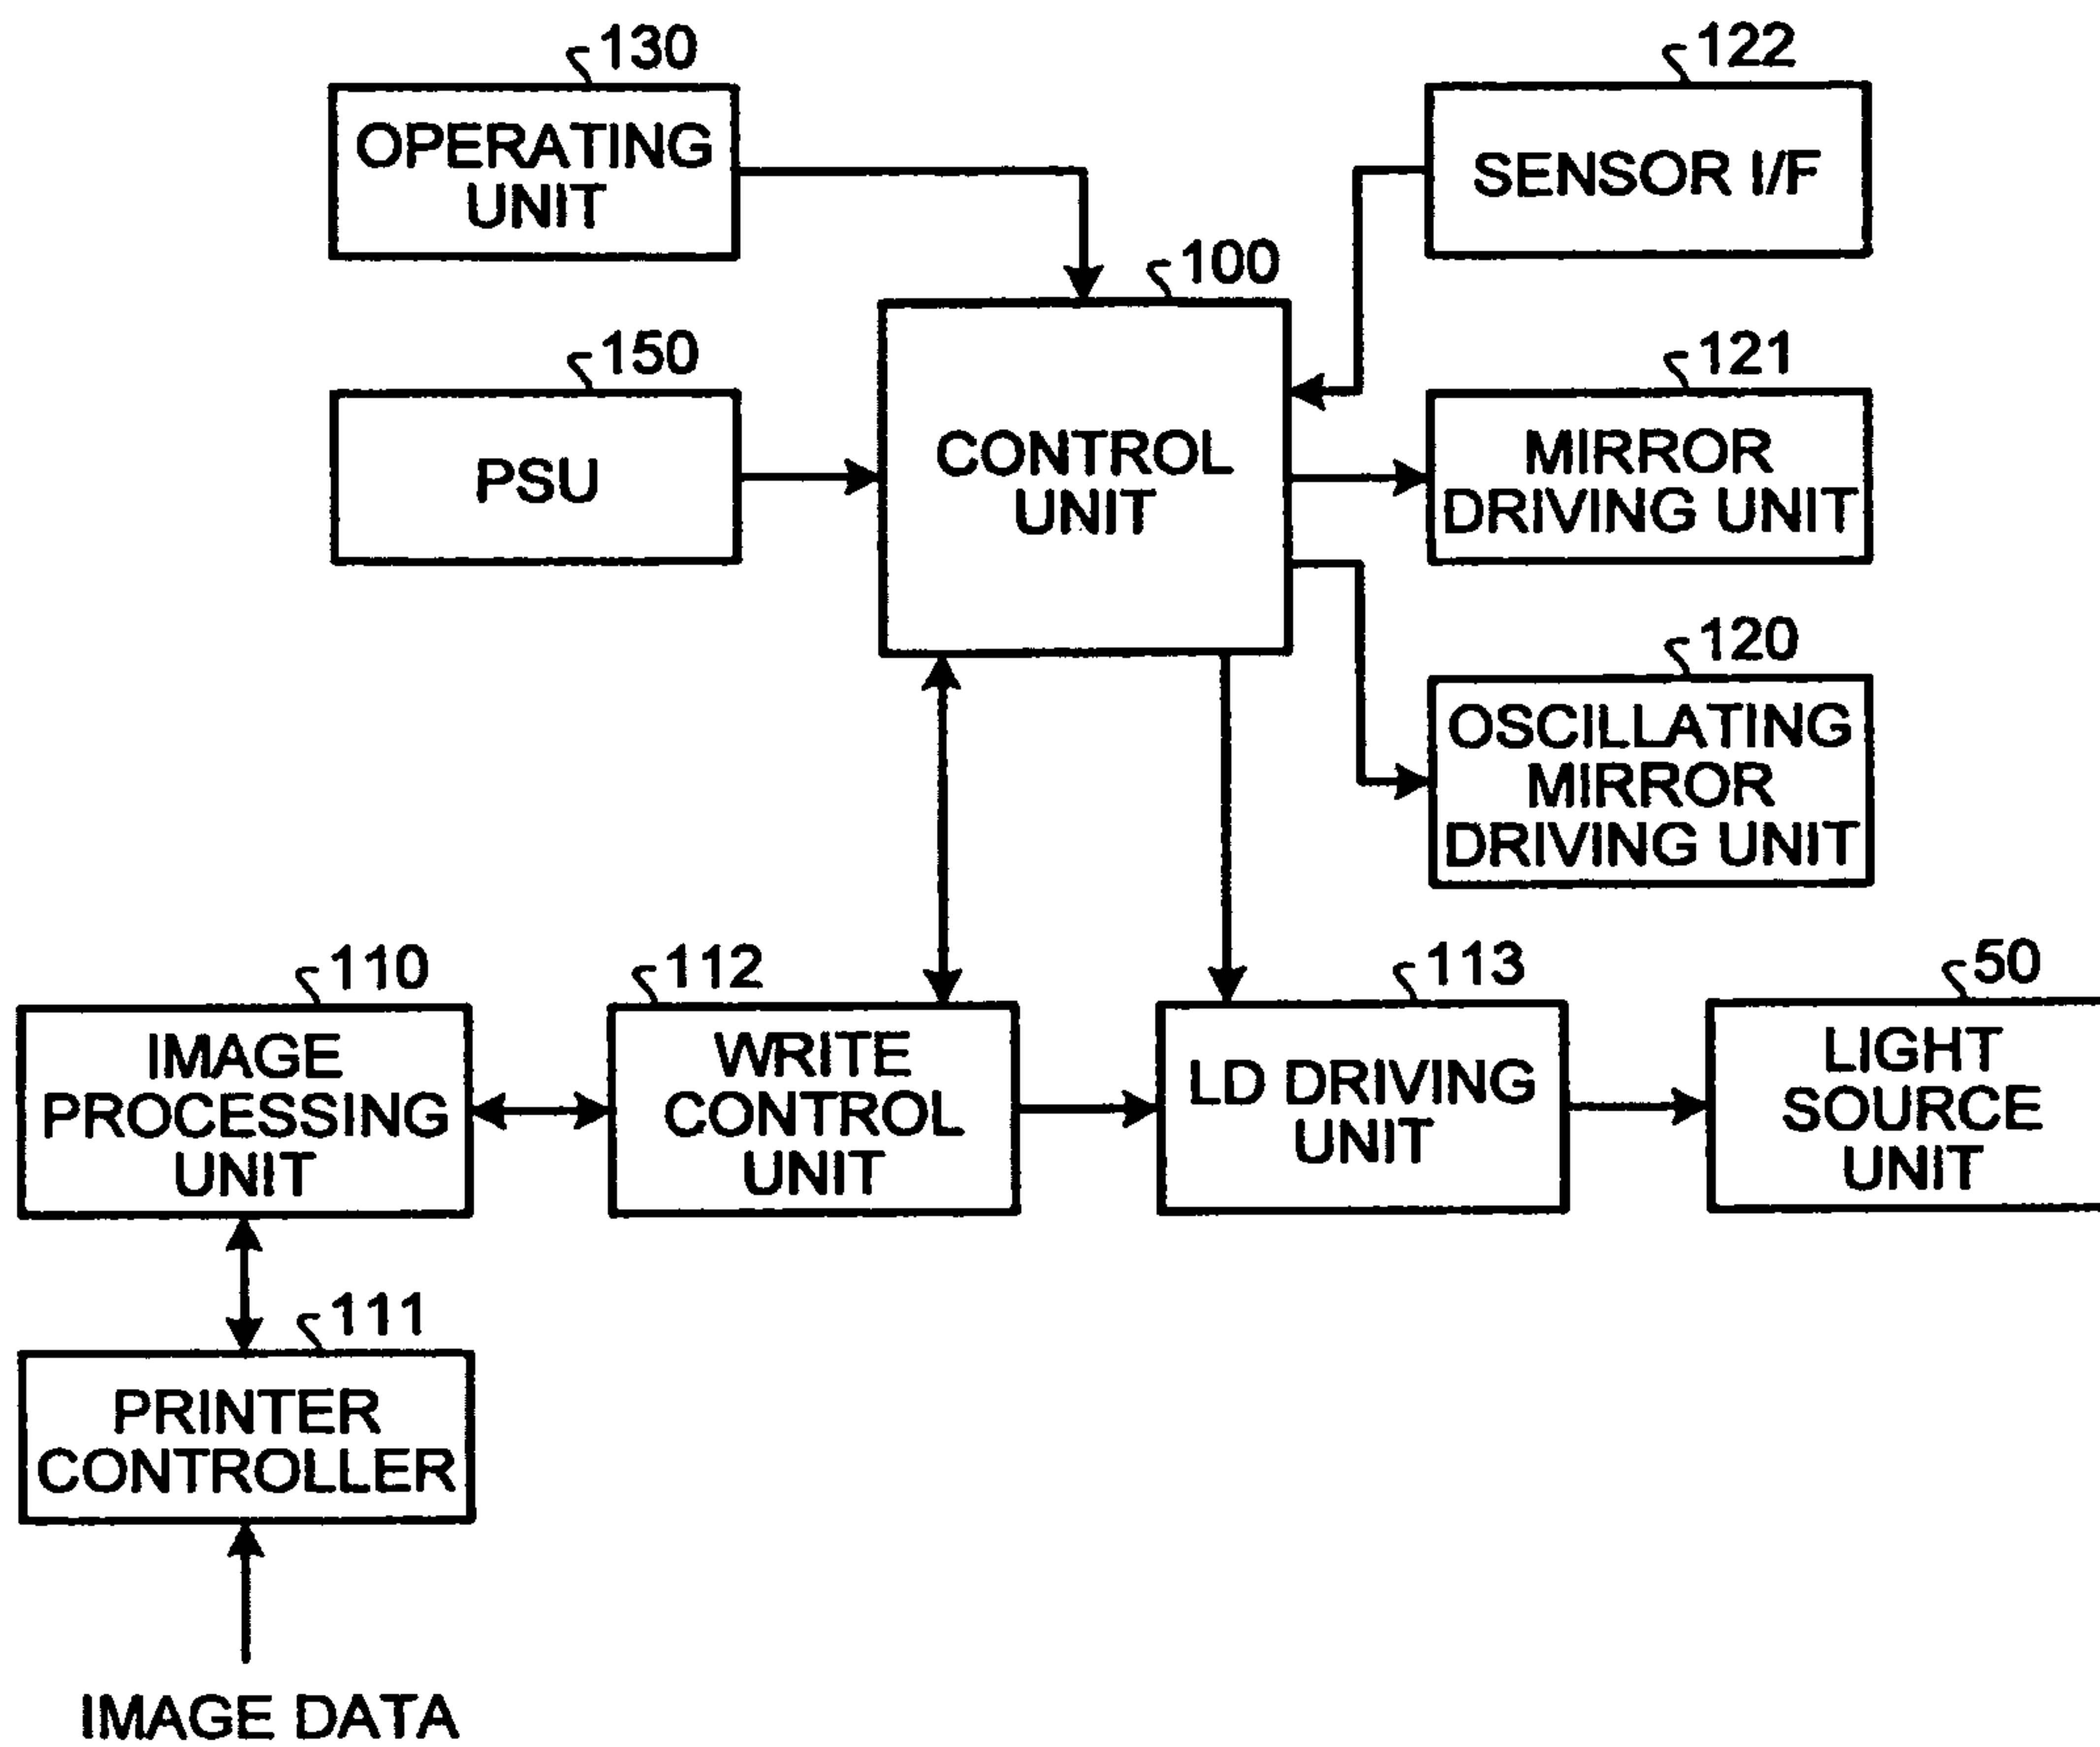 130
OPERATING
UNIT
122
SENSOR I/F
100
CONTROL
UNIT
150
PSU
121
MIRROR
DRIVING UNIT
120
OSCILLATING
MIRROR
DRIVING UNIT
110
IMAGE
PROCESSING
UNIT
112
WRITE
CONTROL
UNIT
113
LD DRIVING
UNIT
50
LIGHT
SOURCE
UNIT
111
PRINTER
CONTROLLER
IMAGE DATA